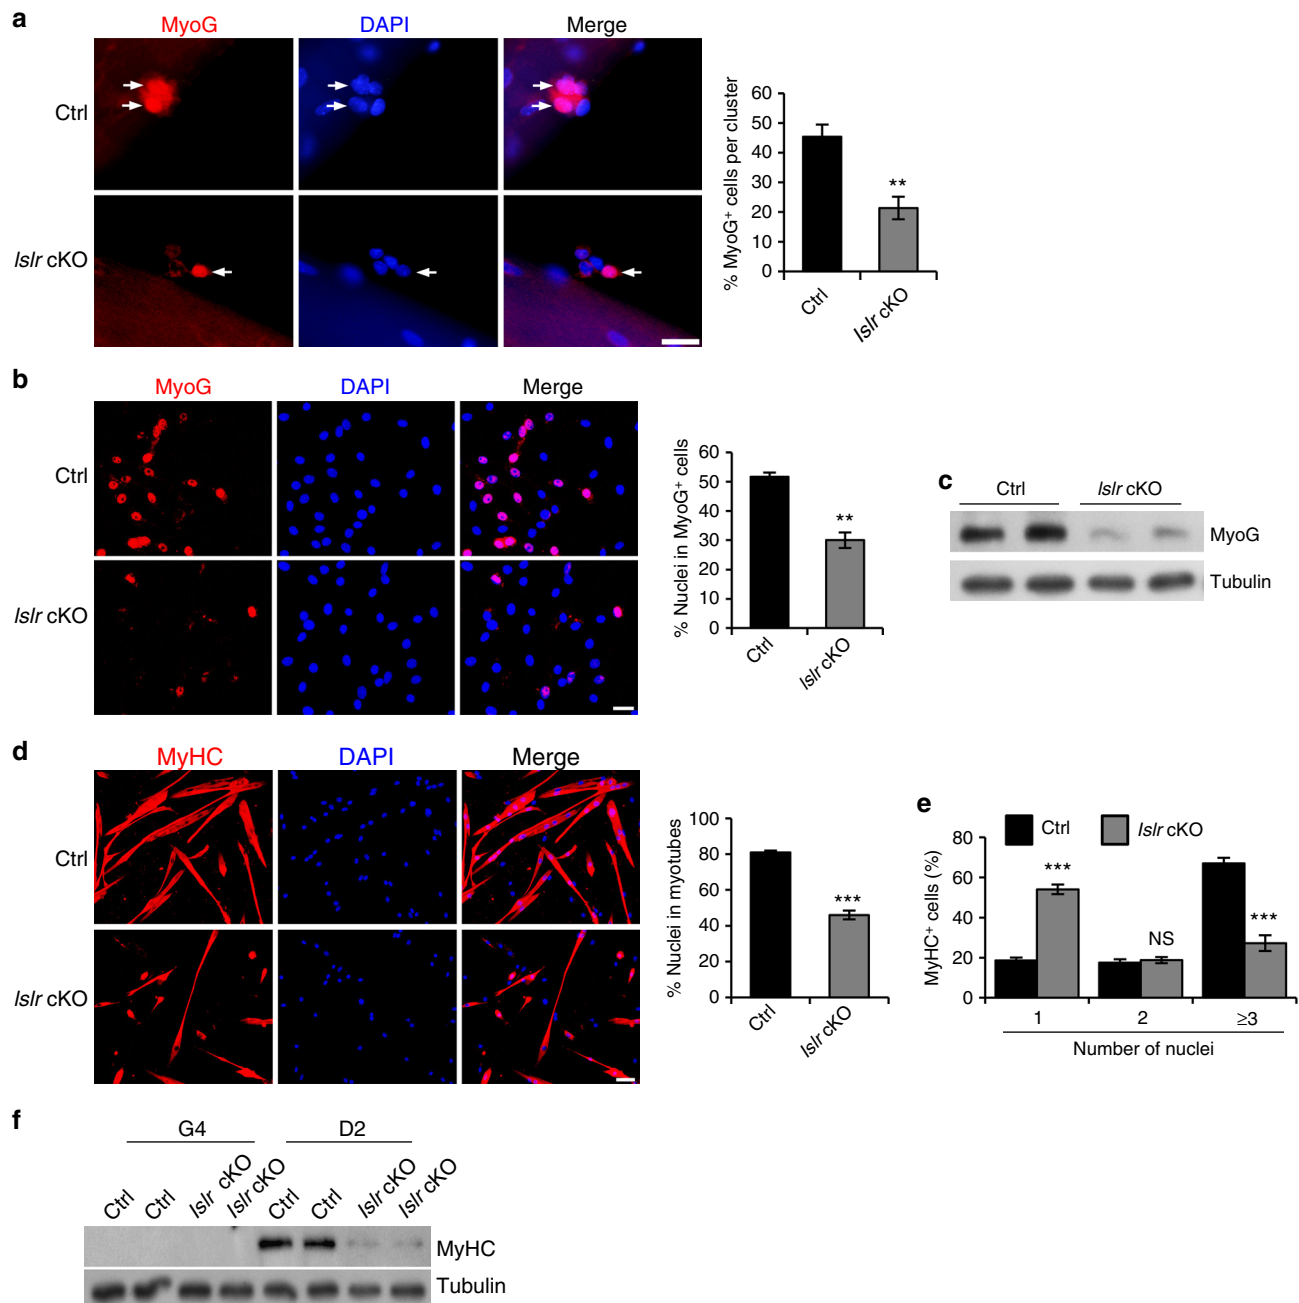 a
MyoG DAPI Merge
Ctrl
Islr cKO
% MyoG⁺ cells per cluster
60
50
40
30
20
10
0
**
Ctrl
Islr cKO
b
MyoG DAPI Merge
Ctrl
Islr cKO
% Nuclei in MyoG⁺ cells
60
50
40
30
20
10
0
**
Ctrl
Islr cKO
c
Ctrl Islr cKO
MyoG
Tubulin
d
MyHC DAPI Merge
Ctrl
Islr cKO
% Nuclei in myotubes
100
80
60
40
20
0
***
Ctrl
Islr cKO
e
Ctrl Islr cKO
MyHC⁺ cells (%)
80
60
40
20
0
***
NS
***
1 2 ≥3
Number of nuclei
f
G4 D2
Ctrl Ctrl Islr cKO Islr cKO Ctrl Ctrl Islr cKO Islr cKO
MyHC
Tubulin